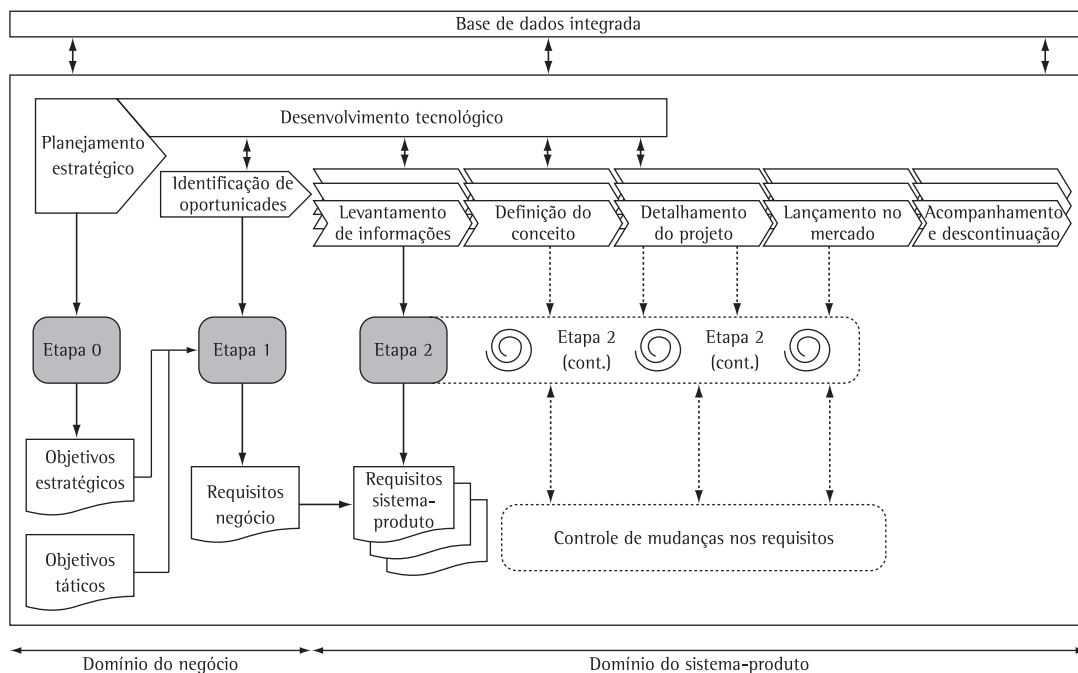 Base de dados integrada
Desenvolvimento tecnológico
Planejamento
estratégico
Identificação de
oportunicades
Levantamento
de informações
Definição do
conceito
Detalhamento
do projeto
Lançamento no
mercado
Acompanhamento
e descontinuação
Etapa 0
Etapa 1
Etapa 2
Etapa 2
(cont.)
Etapa 2
(cont.)
Objetivos
estratégicos
Requisitos
negócio
Requisitos
sistema-
produto
Controle de mudanças nos requisitos
Objetivos
táticos
Domínio do negócio
Domínio do sistema-produto